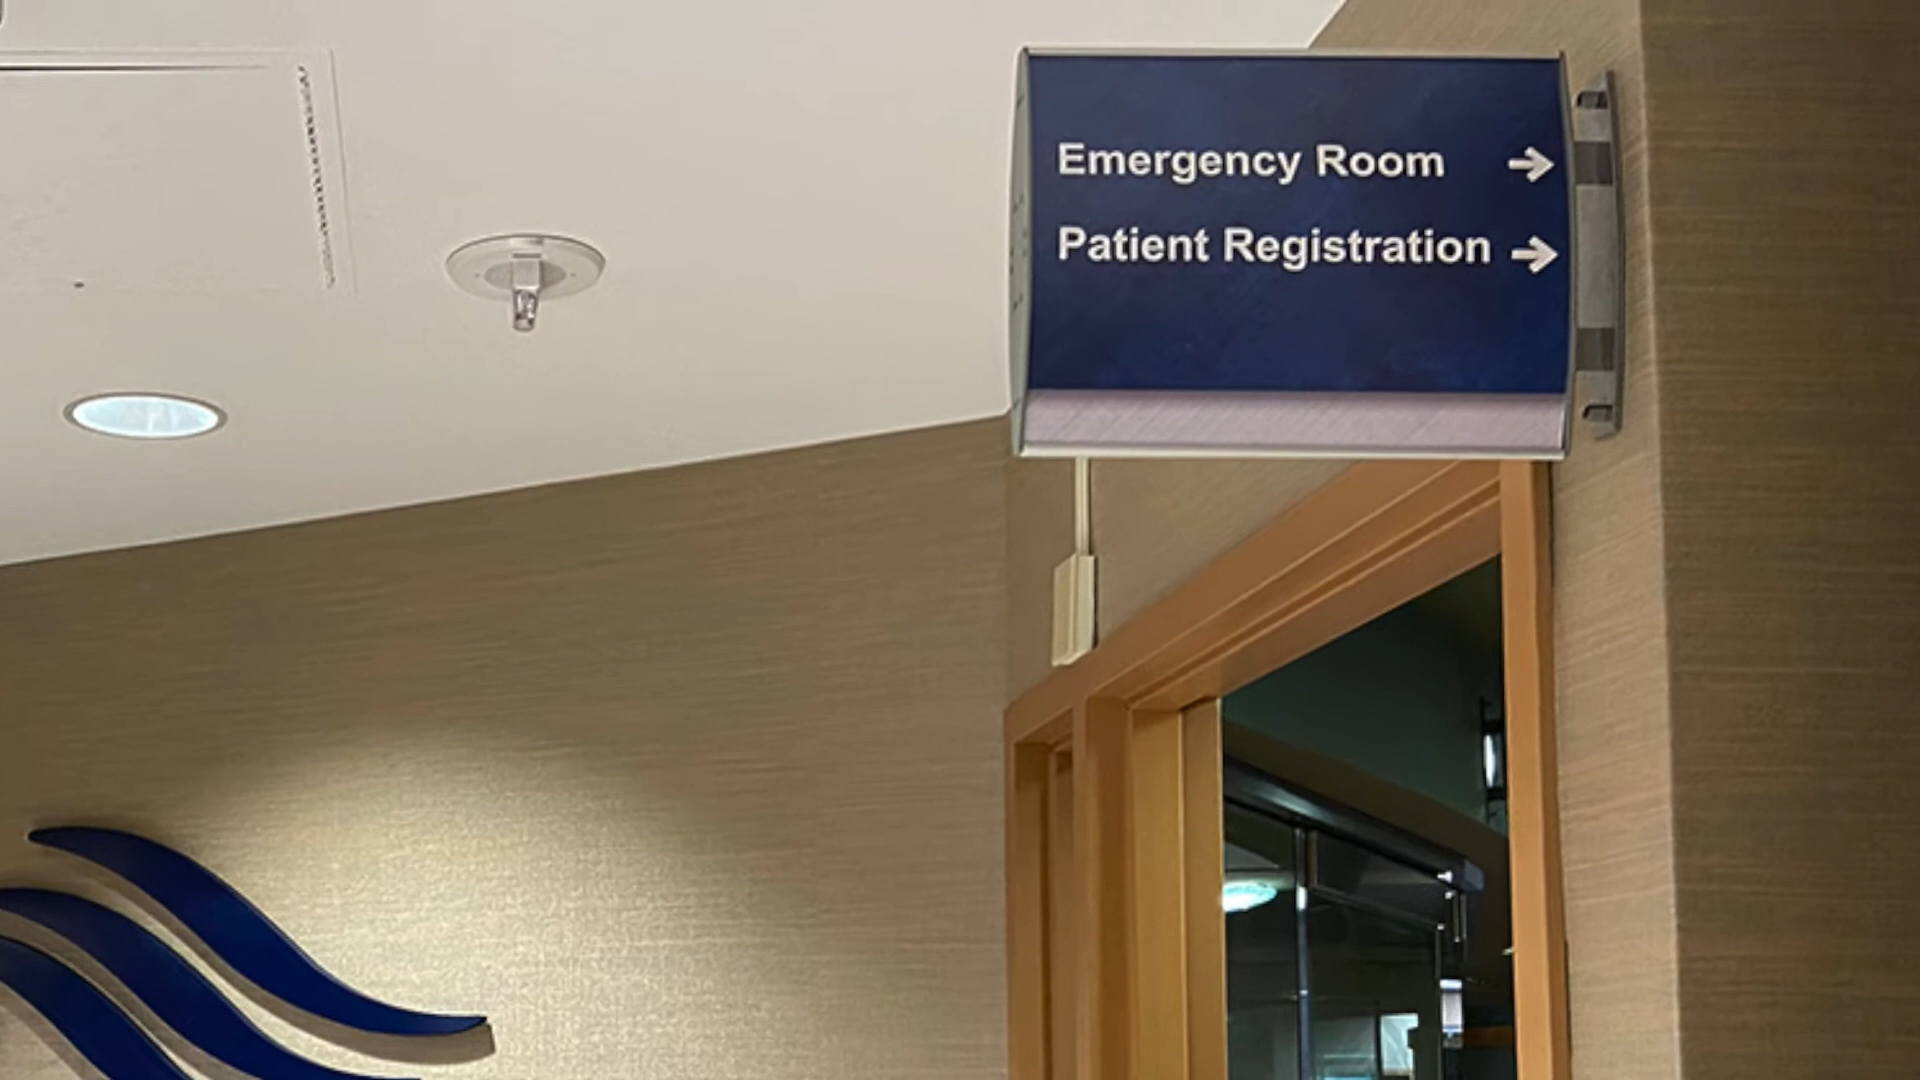 Emergency Room →
Patient Registration →